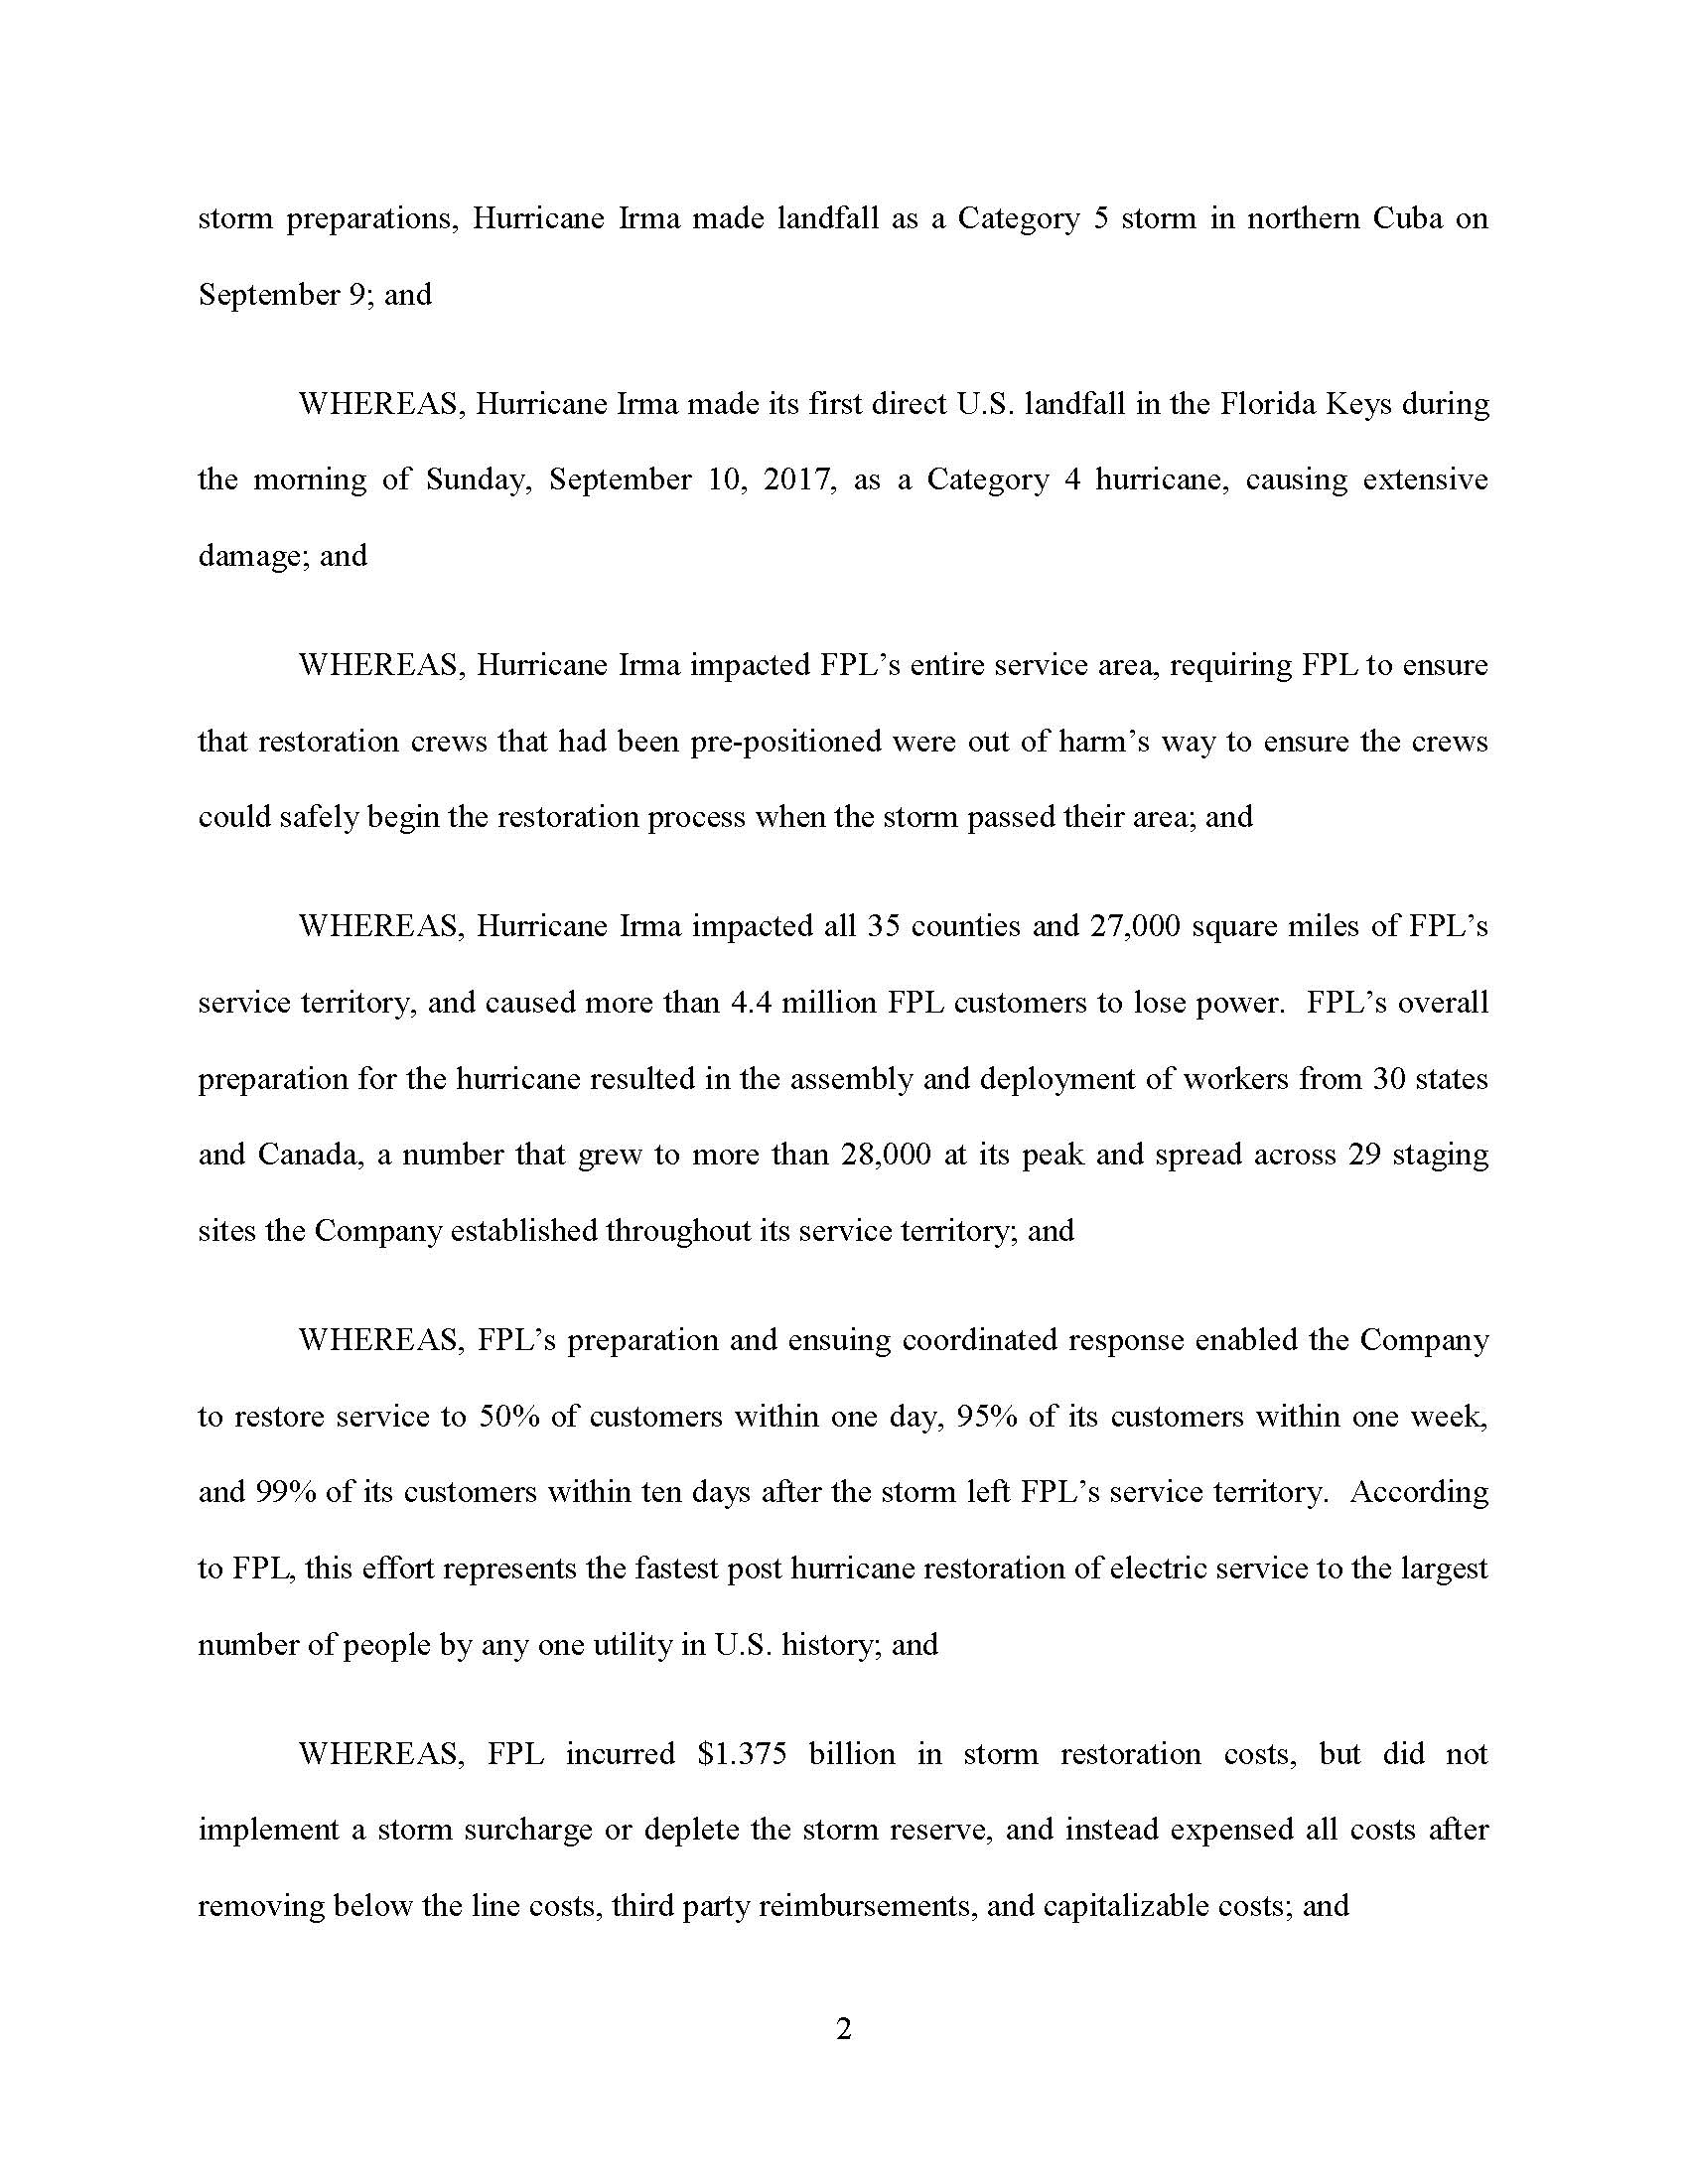 storm preparations, Hurricane Irma made landfall as a Category 5 storm in northern Cuba on
September 9; and
WHEREAS, Hurricane Irma made its first direct U.S. landfall in the Florida Keys during
the morning of Sunday, September 10, 2017, as a Category 4 hurricane, causing extensive
damage; and
WHEREAS, Hurricane Irma impacted FPL’s entire service area, requiring FPL to ensure
that restoration crews that had been pre-positioned were out of harm’s way to ensure the crews
could safely begin the restoration process when the storm passed their area; and
WHEREAS, Hurricane Irma impacted all 35 counties and 27,000 square miles of FPL’s
service territory, and caused more than 4.4 million FPL customers to lose power.  FPL’s overall
preparation for the hurricane resulted in the assembly and deployment of workers from 30 states
and Canada, a number that grew to more than 28,000 at its peak and spread across 29 staging
sites the Company established throughout its service territory; and
WHEREAS, FPL’s preparation and ensuing coordinated response enabled the Company
to restore service to 50% of customers within one day, 95% of its customers within one week,
and 99% of its customers within ten days after the storm left FPL’s service territory.  According
to FPL, this effort represents the fastest post hurricane restoration of electric service to the largest
number of people by any one utility in U.S. history; and
WHEREAS, FPL incurred $1.375 billion in storm restoration costs, but did not
implement a storm surcharge or deplete the storm reserve, and instead expensed all costs after
removing below the line costs, third party reimbursements, and capitalizable costs; and
2